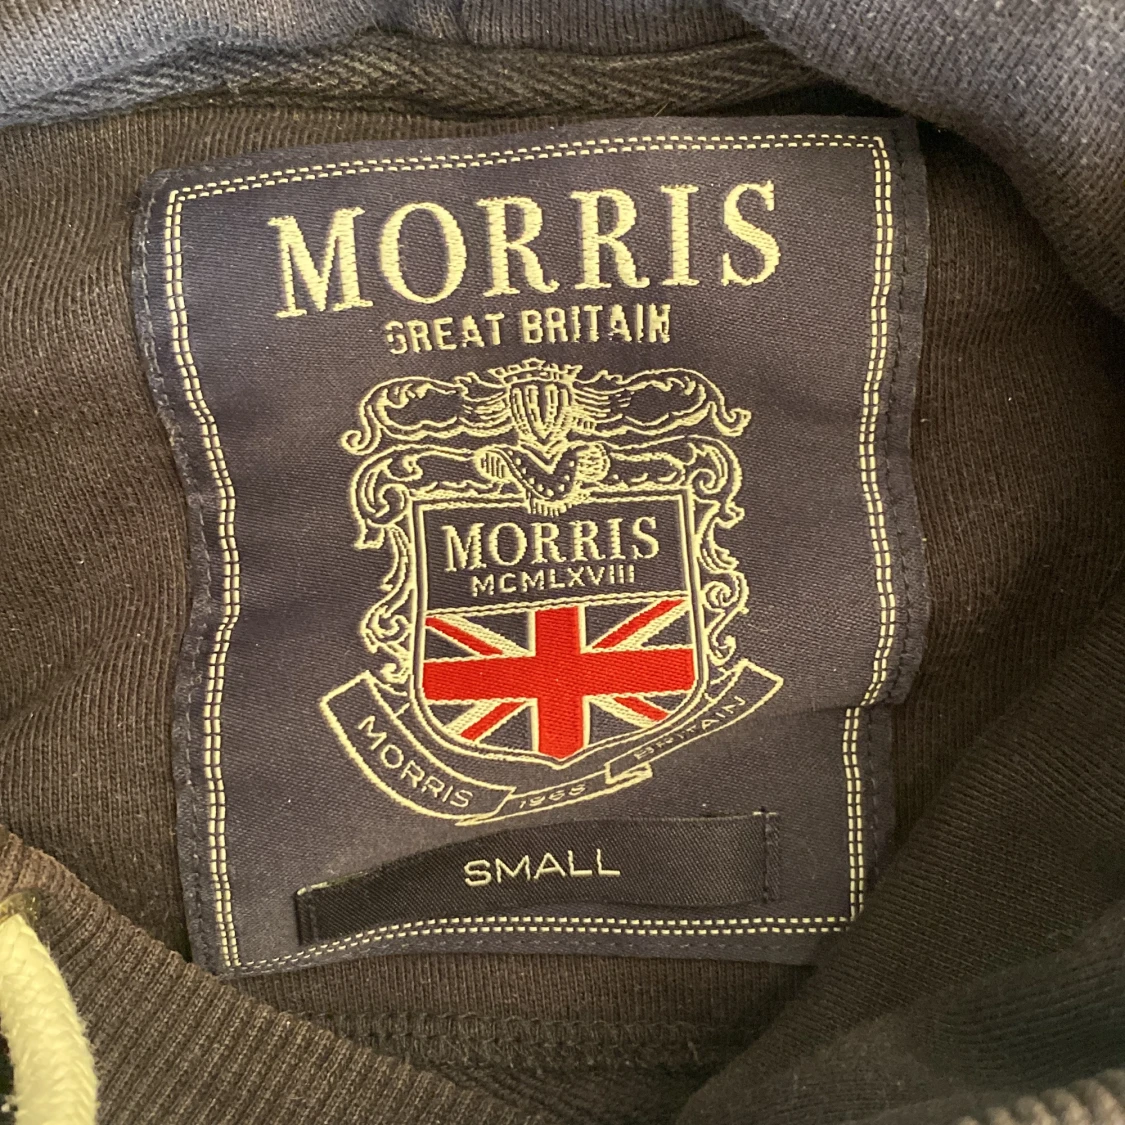 MORRIS
GREAT BRITAIN
MORRIS
MCMLXVIII
MORRIS 1968 BRITAIN
SMALL